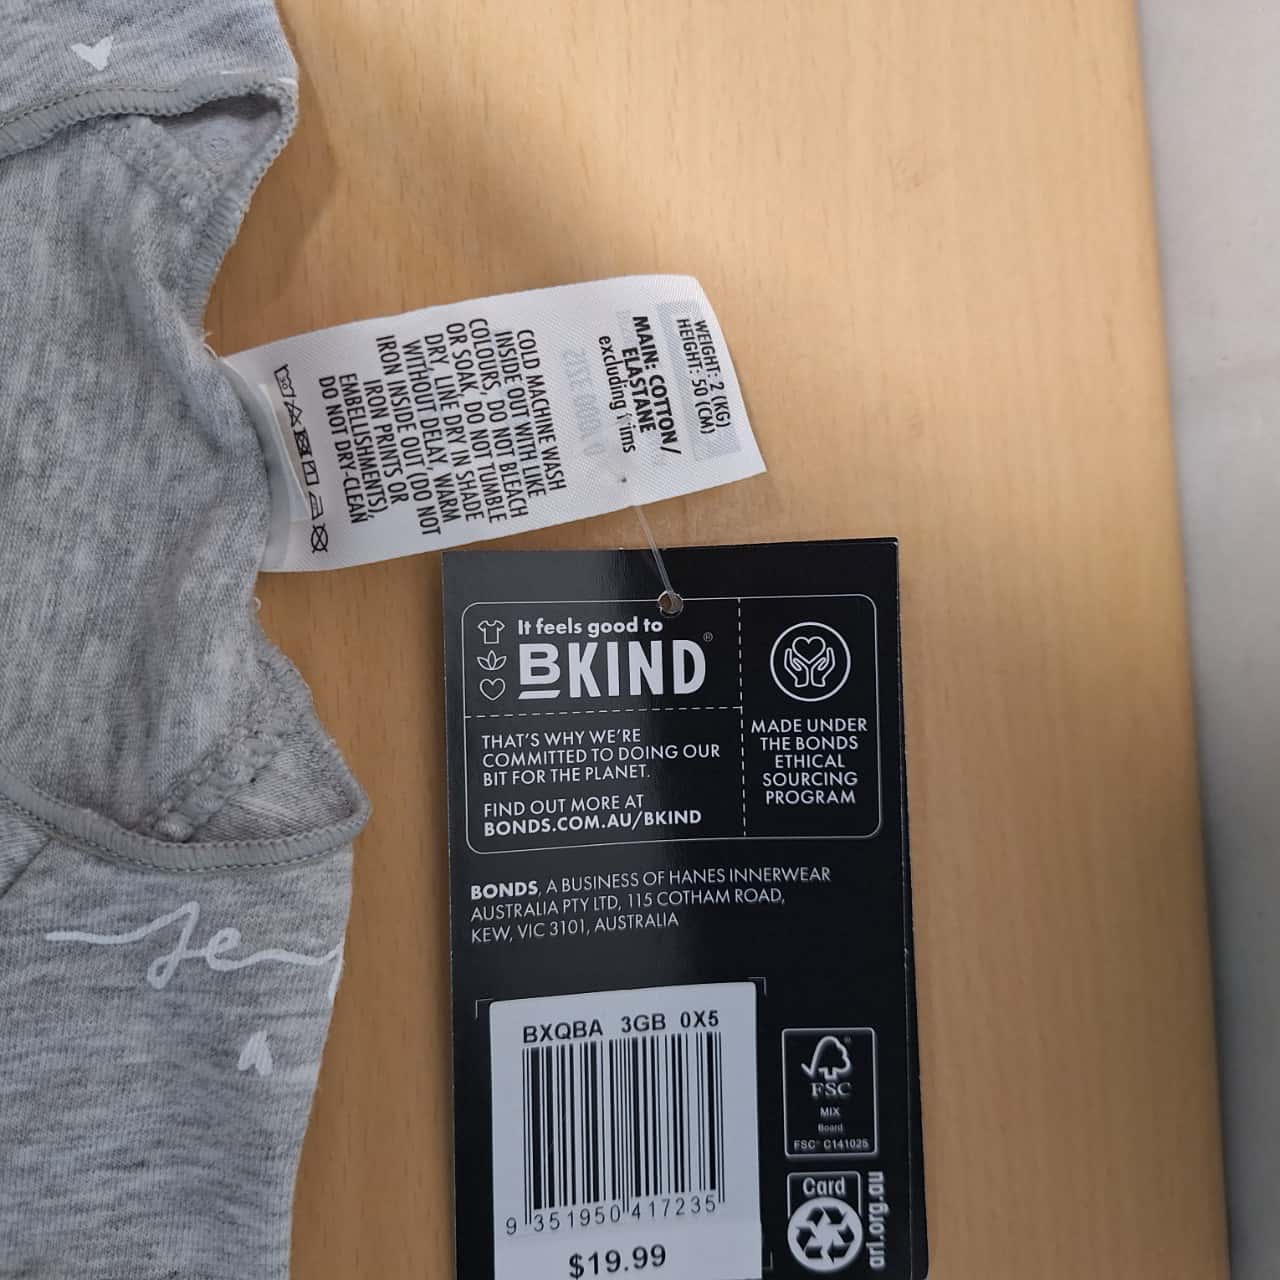 WEIGHT: 2 (KG)
HEIGHT: 50 (CM)
MAIN: COTTON/
ELASTANE
excluding trims
COLD MACHINE WASH
INSIDE OUT WITH LIKE
COLOURS, DO NOT BLEACH
OR SOAK, DO NOT TUMBLE
DRY, LINE DRY IN SHADE
WITHOUT DELAY, WARM
IRON INSIDE OUT (DO NOT
IRON PRINTS OR
EMBELLISHMENTS),
DO NOT DRY-CLEAN
30
It feels good to
BKIND®
THAT'S WHY WE'RE
COMMITTED TO DOING OUR
BIT FOR THE PLANET.
FIND OUT MORE AT
BONDS.COM.AU/BKIND
MADE UNDER
THE BONDS
ETHICAL
SOURCING
PROGRAM
BONDS, A BUSINESS OF HANES INNERWEAR
AUSTRALIA PTY LTD, 115 COTHAM ROAD,
KEW, VIC 3101, AUSTRALIA
BXQBA 3GB 0X5
9 351950 417235
$19.99
FSC
MIX
Board
FSC® C141025
Card
arl.org.au